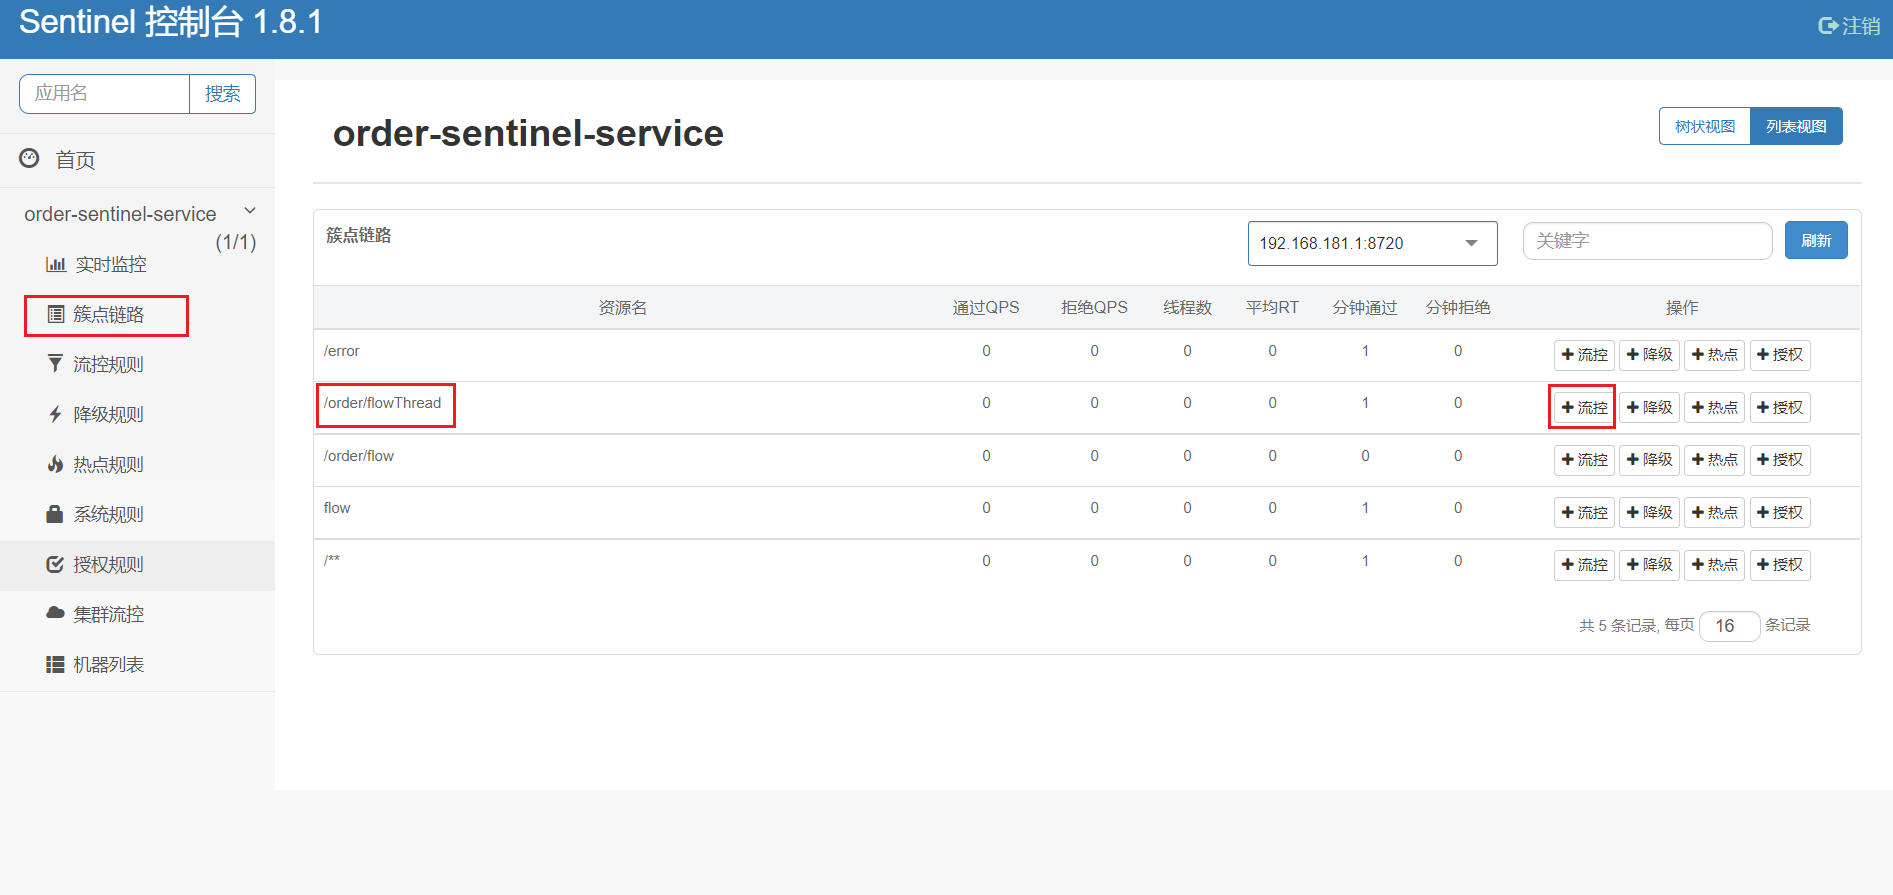 Sentinel 控制台 1.8.1
注销
应用名 搜索
首页
order-sentinel-service
(1/1)
实时监控
簇点链路
流控规则
降级规则
热点规则
系统规则
授权规则
集群流控
机器列表
order-sentinel-service
树状视图 列表视图
簇点链路
192.168.181.1:8720
关键字
刷新
资源名 通过QPS 拒绝QPS 线程数 平均RT 分钟通过 分钟拒绝 操作
/error 0 0 0 0 1 0 +流控 +降级 +热点 +授权
/order/flowThread 0 0 0 0 1 0 +流控 +降级 +热点 +授权
/order/flow 0 0 0 0 0 0 +流控 +降级 +热点 +授权
flow 0 0 0 0 1 0 +流控 +降级 +热点 +授权
/** 0 0 0 0 1 0 +流控 +降级 +热点 +授权
共 5 条记录, 每页 16 条记录